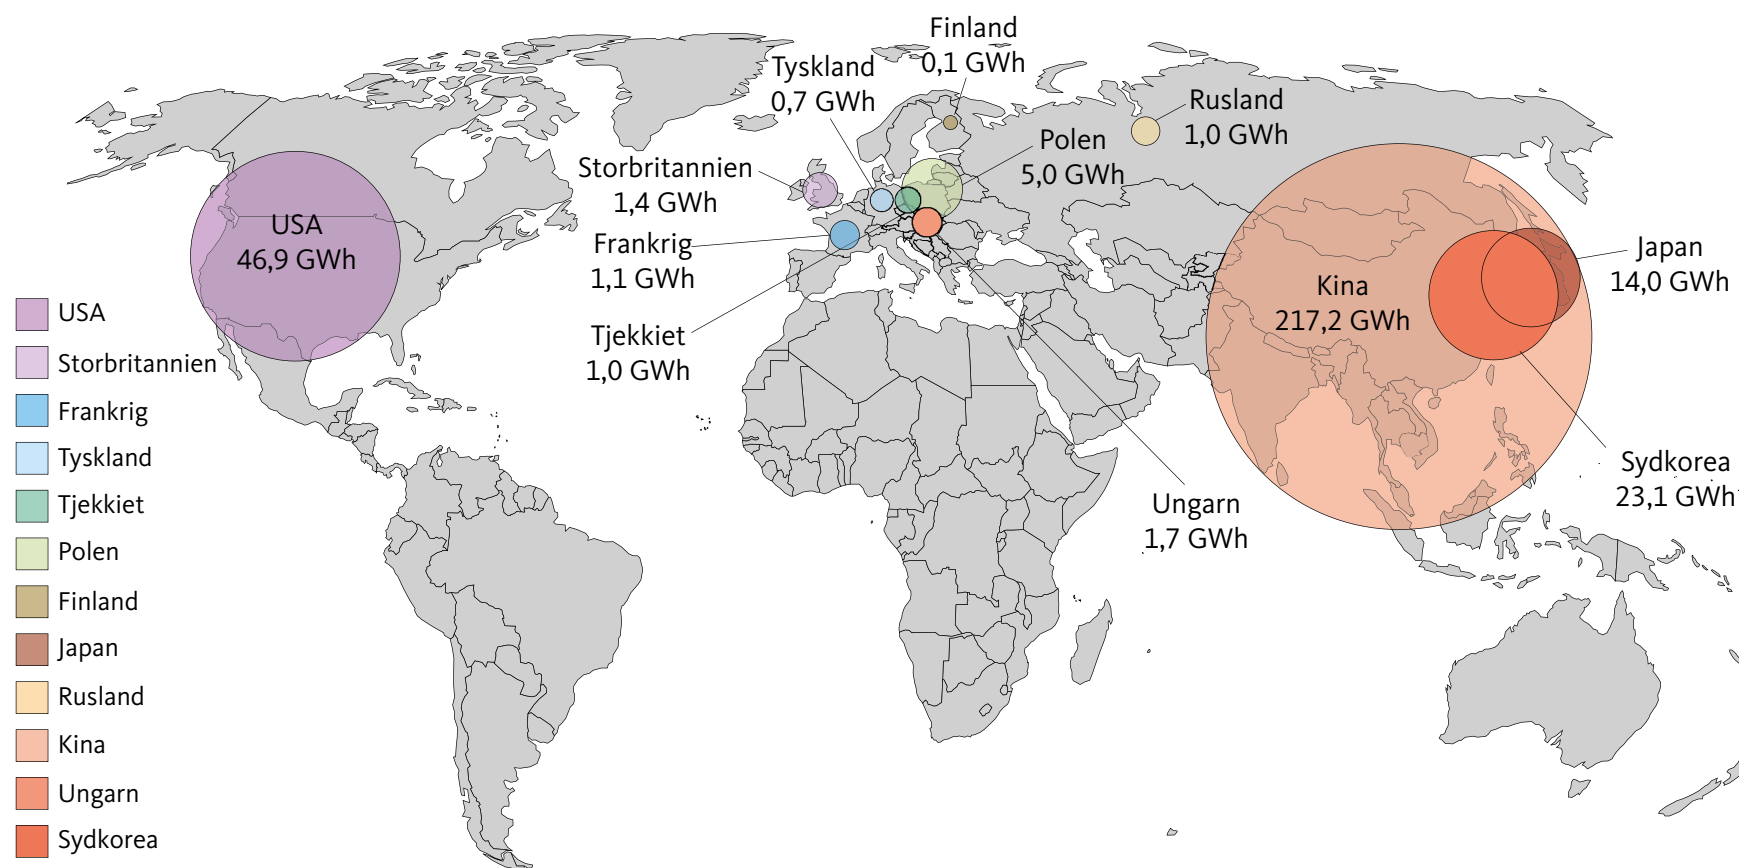 Finland
0,1 GWh
Tyskland
0,7 GWh
Rusland
1,0 GWh
Polen
5,0 GWh
Storbritannien
1,4 GWh
USA
46,9 GWh
Frankrig
1,1 GWh
Japan
14,0 GWh
Kina
217,2 GWh
Tjekkiet
1,0 GWh
Sydkorea
23,1 GWh
Ungarn
1,7 GWh
USA
Storbritannien
Frankrig
Tyskland
Tjekkiet
Polen
Finland
Japan
Rusland
Kina
Ungarn
Sydkorea